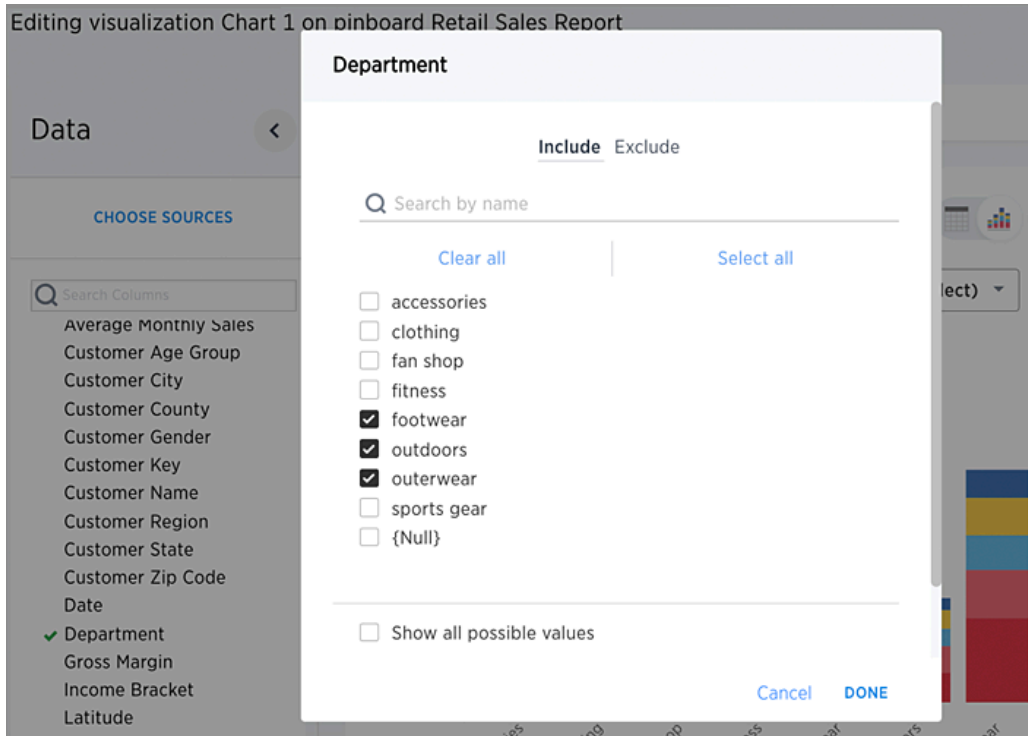 Editing visualization Chart 1 on pinboard Retail Sales Report
Department
Data
Include Exclude
Search by name
CHOOSE SOURCES
Clear all
Select all
Search Columns
lect)
Average Monthly Sales
Customer Age Group
Customer City
Customer County
Customer Gender
Customer Key
Customer Name
Customer Region
Customer State
Customer Zip Code
Date
Department
Gross Margin
Income Bracket
Latitude
accessories
clothing
fan shop
fitness
footwear
outdoors
outerwear
sports gear
{Null}
Show all possible values
Cancel
DONE